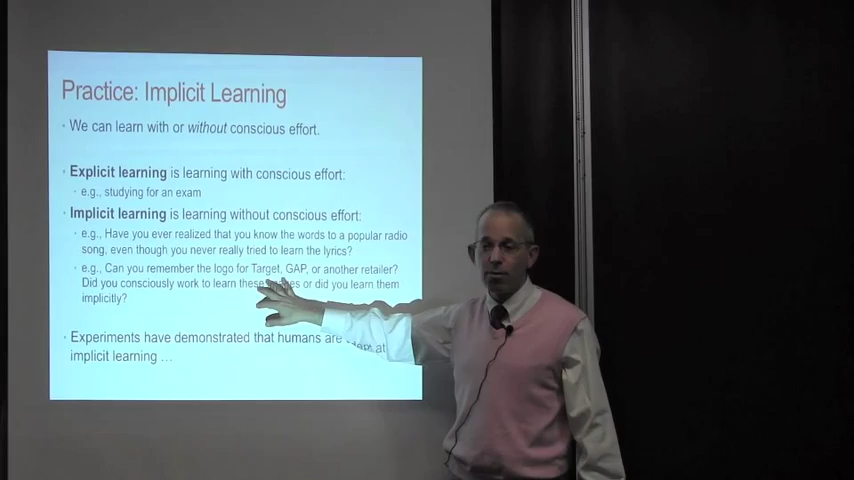 Practice: Implicit Learning
• We can learn with or without conscious effort.
• Explicit learning is learning with conscious effort:
• e.g., studying for an exam
• Implicit learning is learning without conscious effort:
• e.g., Have you ever realized that you know the words to a popular radio
song, even though you never really tried to learn the lyrics?
• e.g., Can you remember the logo for Target, GAP, or another retailer?
Did you consciously work to learn these or did you learn them
implicitly?
• Experiments have demonstrated that humans are adept at
implicit learning …